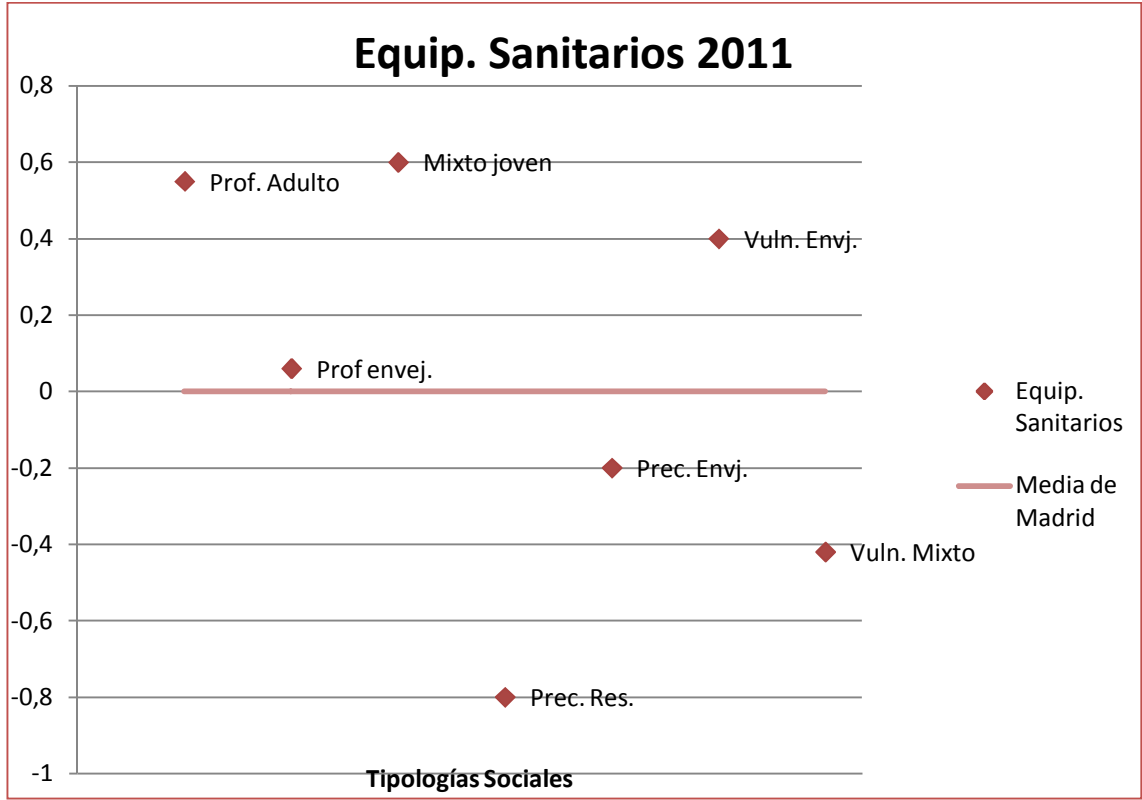 Equip. Sanitarios 2011
0,8
0,6
0,4
0,2
0
-0,2
-0,4
-0,6
-0,8
-1
Prof. Adulto
Mixto joven
Vuln. Envj.
Prof envej.
Prec. Envj.
Vuln. Mixto
Prec. Res.
Tipologías Sociales
Equip.
Sanitarios
Media de
Madrid